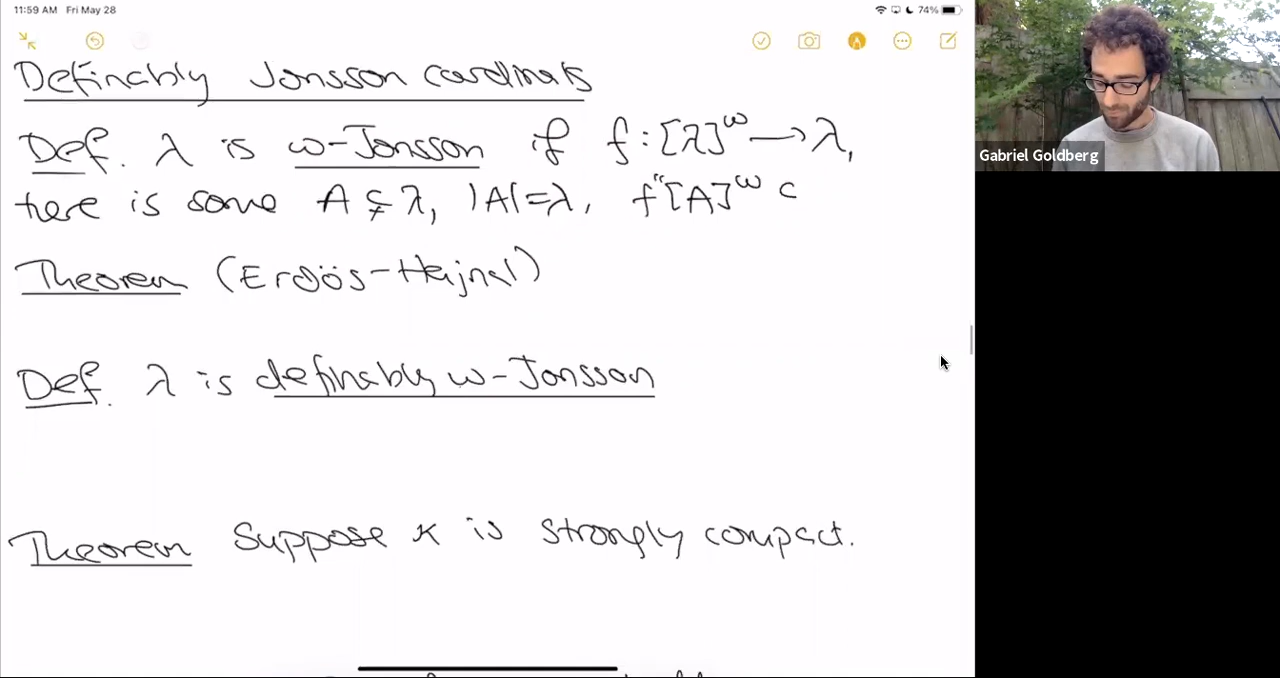 11:59 AM Fri May 28
74%
Definably Jonsson cardinals
Def. λ is ω-Jonsson if f:[λ]^ω → λ,
there is some A ⊊ λ, |A|=λ, f"[A]^ω ⊂
Theorem (Erdös-Hajnal)
Def. λ is definably ω-Jonsson
Theorem Suppose κ is strongly compact.
Gabriel Goldberg